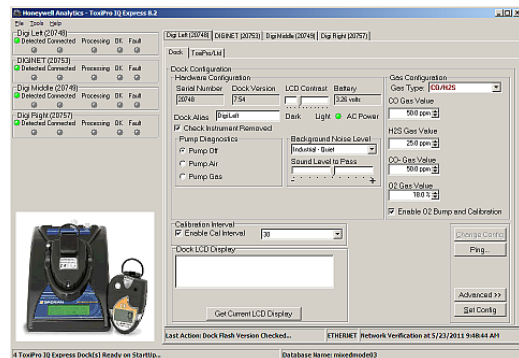 Honeywell Analytics - ToxiPro IQ Express 8.2
File Tools Help
Digi Left (20748)
Detected Connected Processing OK Fault
DIGINET (20753)
Detected Connected Processing OK Fault
Digi Middle (20749)
Detected Connected Processing OK Fault
Digi Right (20757)
Detected Connected Processing OK Fault
Digi Left (20748) DIGINET (20753) Digi Middle (20749) Digi Right (20757)
Dock ToxiPro/Ltd
Dock Configuration
Hardware Configuration
Serial Number Dock Version LCD Contrast Battery
20748 7.54 3.26 volts
Dock Alias DigiLeft Dark Light AC Power
Check Instrument Removed
Pump Diagnostics
Pump Off
Pump Air
Pump Gas
Background Noise Level
Industrial - Quiet
Sound Level to Pass
- +
Gas Configuration
Gas Type: CO/H2S
CO Gas Value
50.0 ppm
H2S Gas Value
25.0 ppm
CO- Gas Value
50.0 ppm
O2 Gas Value
18.0 %
Enable O2 Bump and Calibration
Calibration Interval
Enable Cal Interval 30
Dock LCD Display
Get Current LCD Display
Change Config
Ping...
Advanced >>
Set Config
Last Action: Dock Flash Version Checked... ETHERNET Network Verification at 5/23/2011 9:48:44 AM
4 ToxiPro IQ Express Dock(s) Ready on StartUp... Database Name: mixedmode03